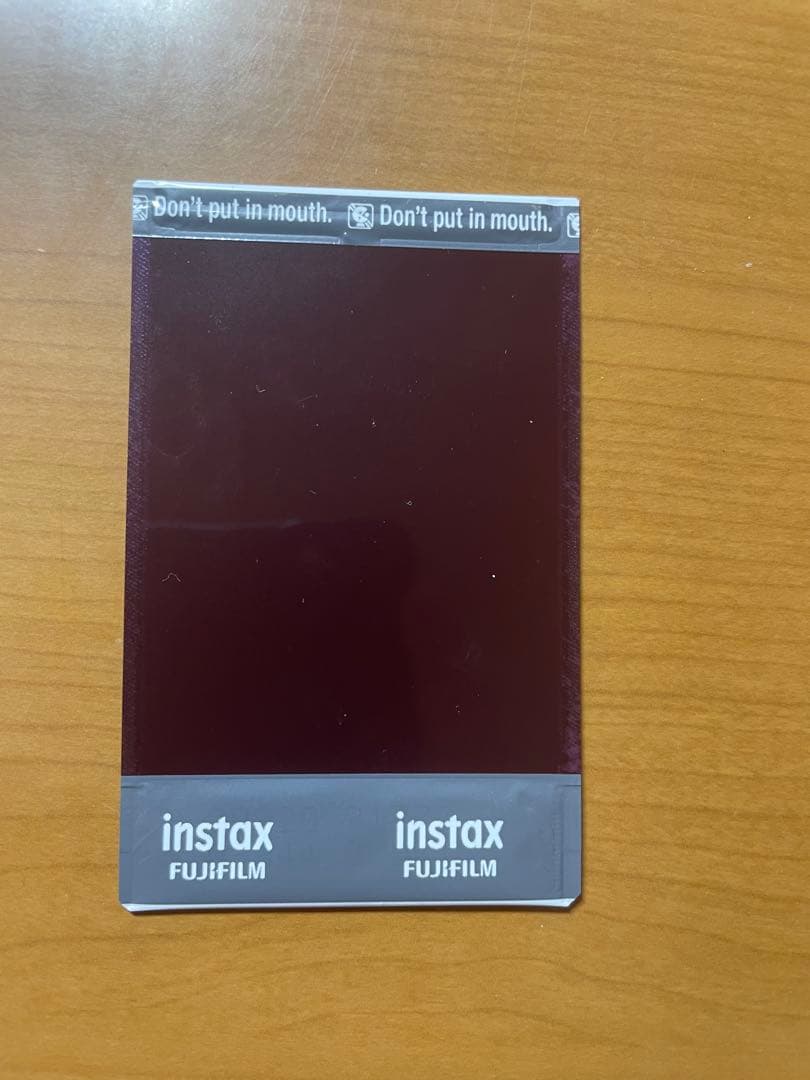 Don't put in mouth. Don't put in mouth.
instax instax
FUJIFILM FUJIFILM